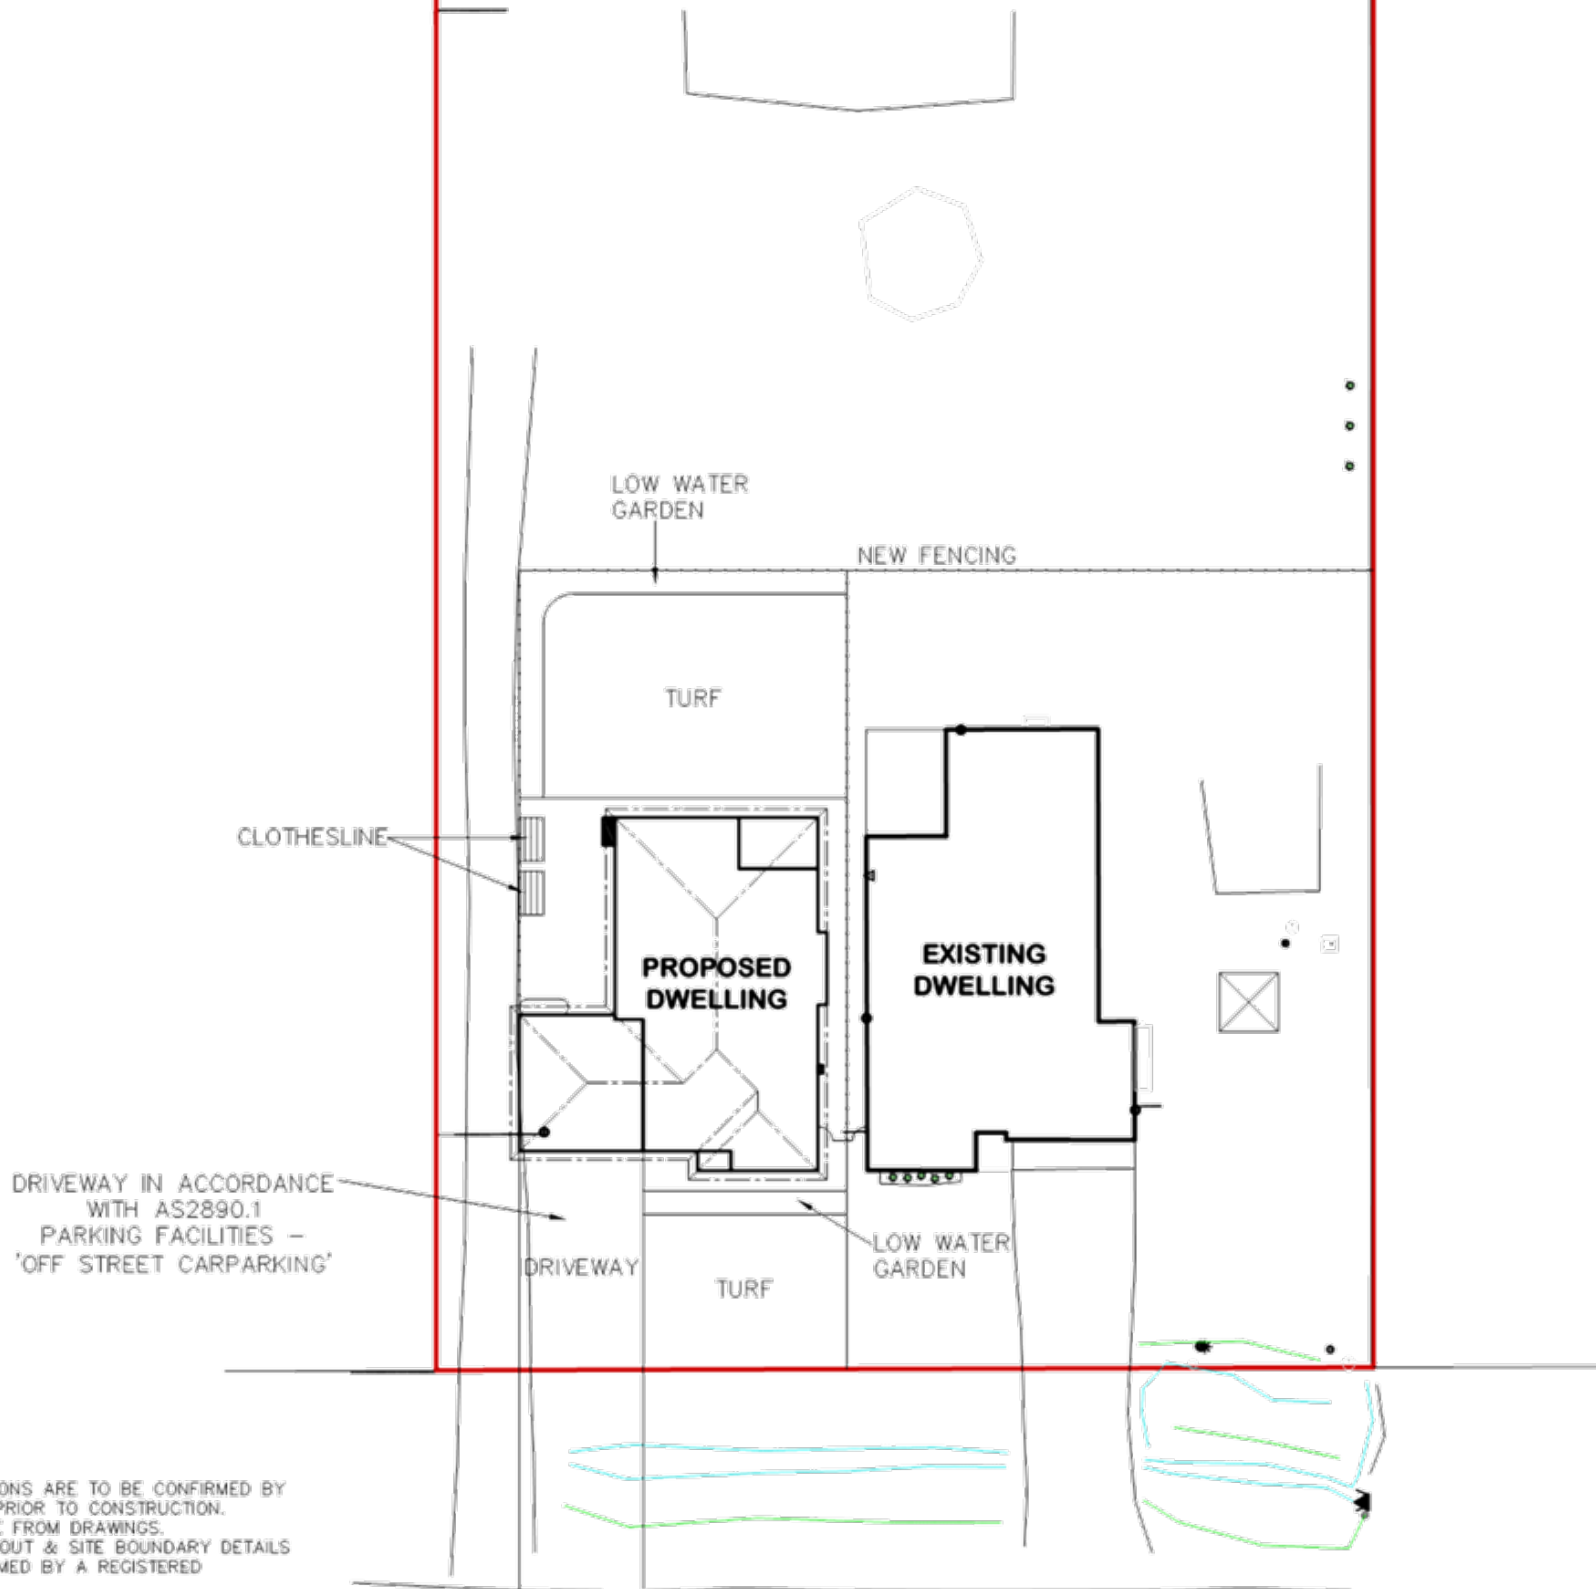 LOW WATER
GARDEN
NEW FENCING
TURF
CLOTHESLINE
PROPOSED
DWELLING
EXISTING
DWELLING
DRIVEWAY IN ACCORDANCE
WITH AS2890.1
PARKING FACILITIES –
'OFF STREET CARPARKING'
DRIVEWAY
TURF
LOW WATER
GARDEN
ONS ARE TO BE CONFIRMED BY
PRIOR TO CONSTRUCTION.
FROM DRAWINGS.
OUT & SITE BOUNDARY DETAILS
MED BY A REGISTERED